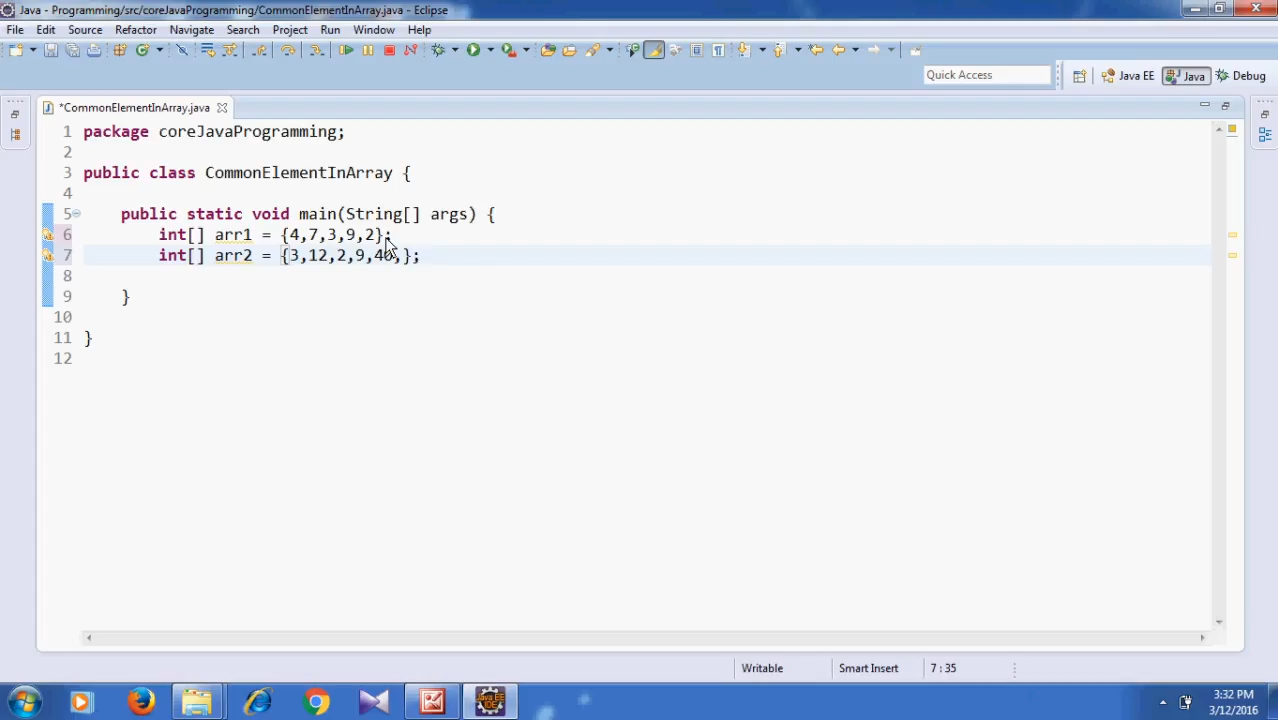 Java - Programming/src/coreJavaProgramming/CommonElementInArray.java - Eclipse
File Edit Source Refactor Navigate Search Project Run Window Help
Quick Access Java EE Java Debug
*CommonElementInArray.java
1 package coreJavaProgramming;
2
3 public class CommonElementInArray {
4
5 public static void main(String[] args) {
6 int[] arr1 = {4,7,3,9,2};
7 int[] arr2 = {3,12,2,9,40,};
8
9 }
10
11 }
12
Writable Smart Insert 7 : 35
Java EE IDE
3:32 PM
3/12/2016